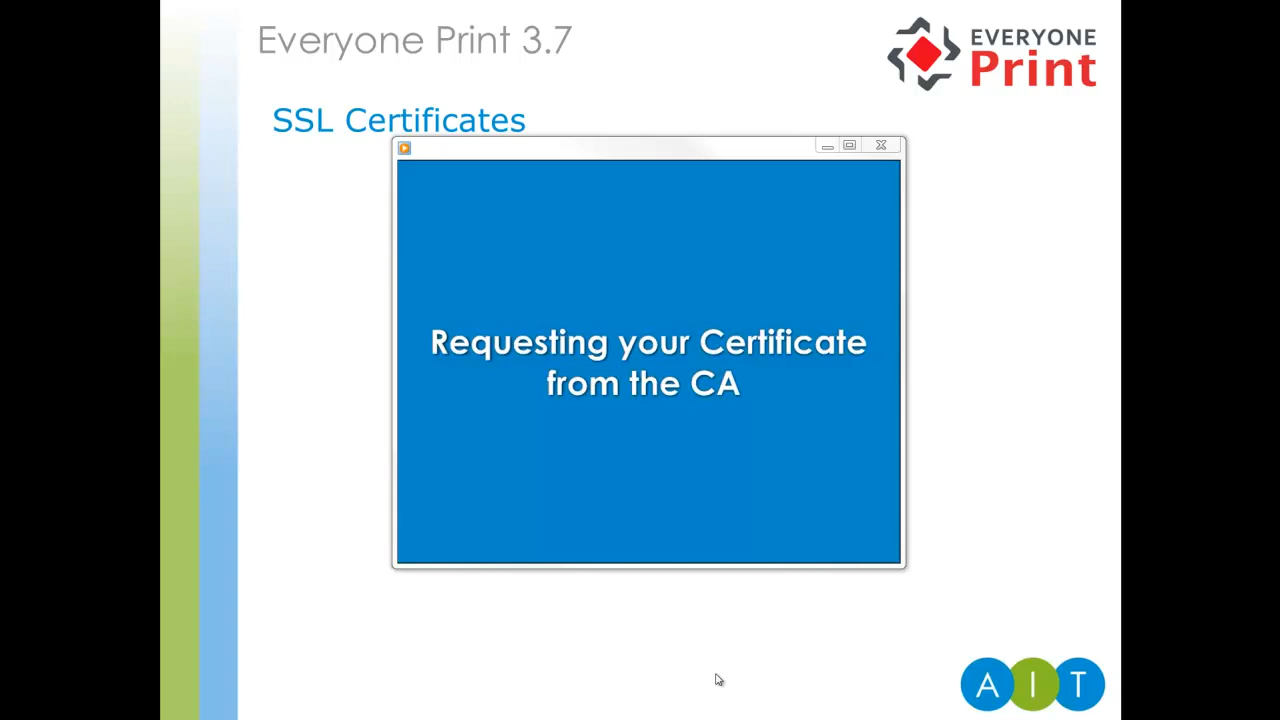 Everyone Print 3.7
EVERYONE
Print
SSL Certificates
Requesting your Certificate
from the CA
A I T